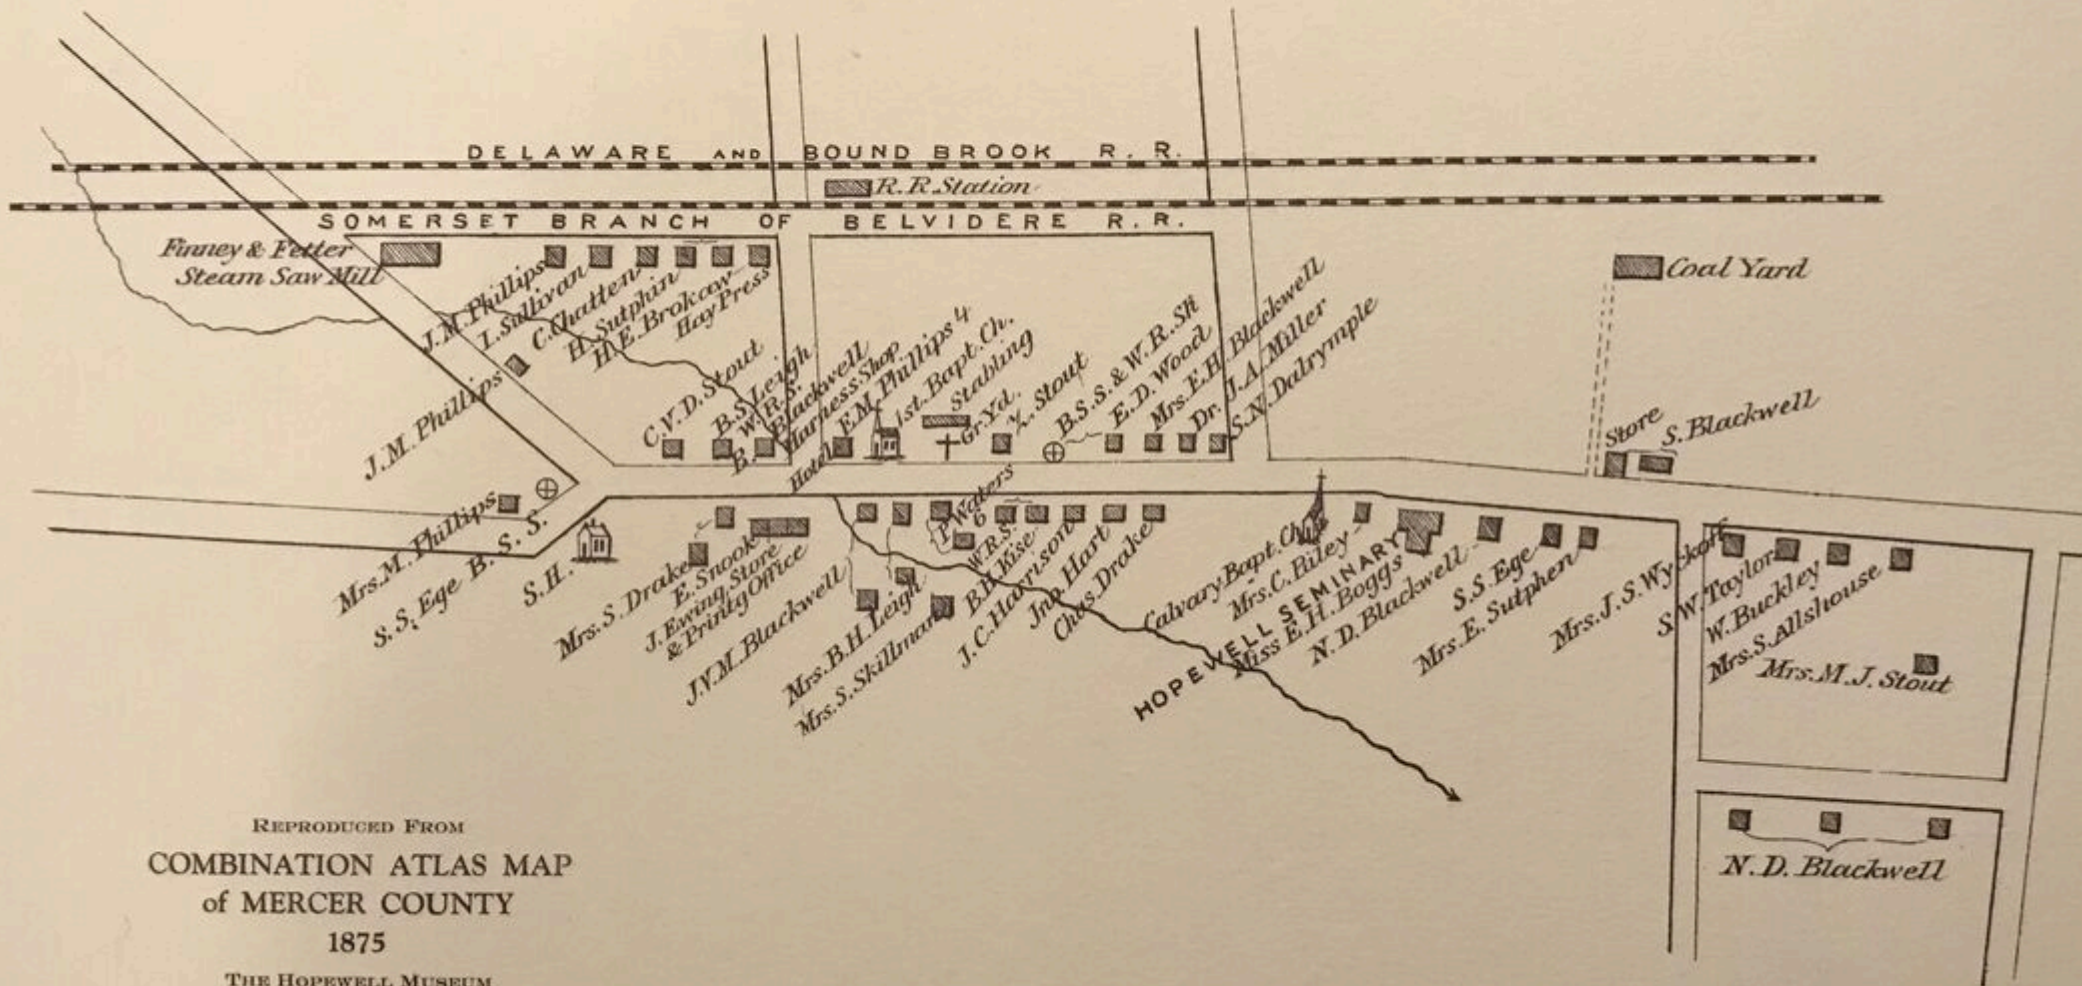 DELAWARE AND BOUND BROOK R. R.
R. R. Station
SOMERSET BRANCH OF BELVIDERE R. R.
Finney & Fetter
Steam Saw Mill
J. M. Phillips
I. Sullivan
C. Chatten
H. Sutphin
H. E. Brokaw
Hay Press
Coal Yard
J. M. Phillips
C. V. D. Stout
B. S. Leigh
W. R. S.
B. Blackwell
Harness Shop
Hotel
E. M. Phillips 4
1st. Bapt. Ch.
Stabling
Gr. Yd.
Z. Stout
B. S. S. & W. R. SH
E. D. Wood
Mrs. E. H. Blackwell
Dr. J. A. Miller
S. N. Dalrymple
Store
S. Blackwell
Mrs. M. Phillips
S. S. Ege B. S. S.
S. H.
Mrs. S. Drake
E. Snook
J. Ewing Store
& Print'g Office
J. V. M. Blackwell
Mrs. B. H. Leigh
Mrs. S. Skillman
P. Waters
6
W. R. S.
B. H. Kise
J. C. Harrison
Jno. Hart
Chas Drake
Calvary Bapt. Ch.
Mrs. C. Riley
HOPEWELL SEMINARY
Miss E. H. Boggs
N. D. Blackwell
S. S. Ege
Mrs. E. Sutphen
Mrs. J. S. Wyckoff
S. W. Taylor
W. Buckley
Mrs. S. Allshouse
Mrs. M. J. Stout
N. D. Blackwell
REPRODUCED FROM
COMBINATION ATLAS MAP
of MERCER COUNTY
1875
THE HOPEWELL MUSEUM